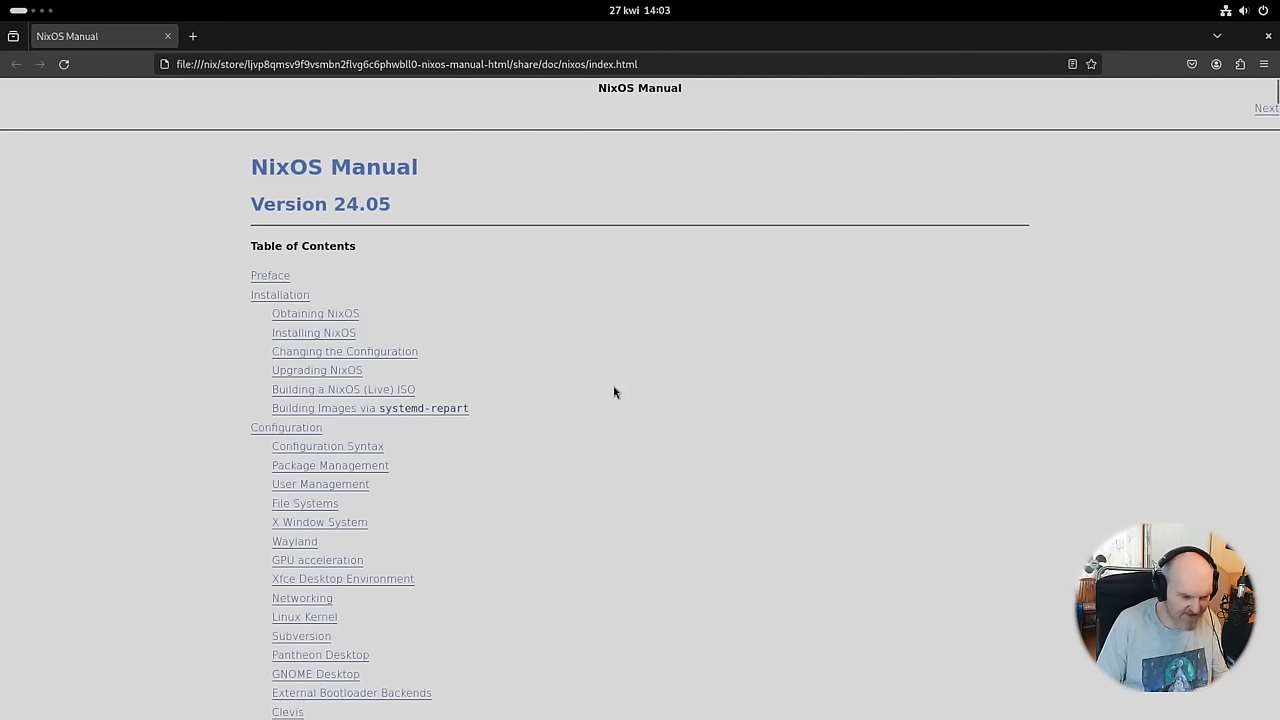 27 kwi 14:03
NixOS Manual
file:///nix/store/ljvp8qmsv9f9vsmbn2flvg6c6phwbll0-nixos-manual-html/share/doc/nixos/index.html
NixOS Manual
Next
NixOS Manual
Version 24.05
Table of Contents
Preface
Installation
Obtaining NixOS
Installing NixOS
Changing the Configuration
Upgrading NixOS
Building a NixOS (Live) ISO
Building Images via systemd-repart
Configuration
Configuration Syntax
Package Management
User Management
File Systems
X Window System
Wayland
GPU acceleration
Xfce Desktop Environment
Networking
Linux Kernel
Subversion
Pantheon Desktop
GNOME Desktop
External Bootloader Backends
Clevis